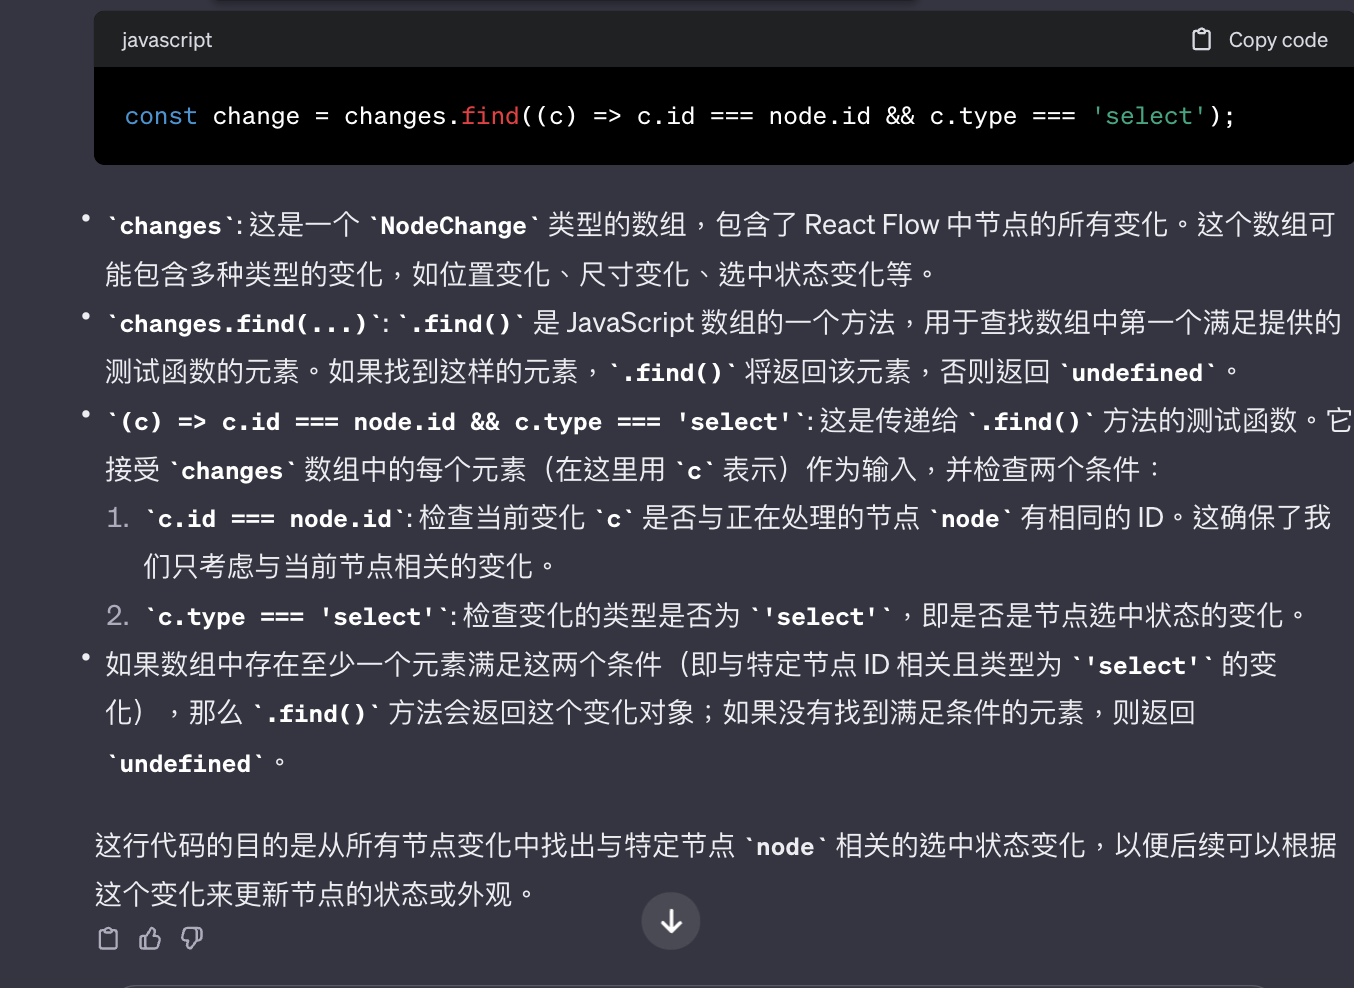 javascript
Copy code
const change = changes.find((c) => c.id === node.id && c.type === 'select');
• `changes`: 这是一个 `NodeChange` 类型的数组，包含了 React Flow 中节点的所有变化。这个数组可
能包含多种类型的变化，如位置变化、尺寸变化、选中状态变化等。
• `changes.find(...)`: `.find()` 是 JavaScript 数组的一个方法，用于查找数组中第一个满足提供的
测试函数的元素。如果找到这样的元素，`.find()` 将返回该元素，否则返回 `undefined`。
• `(c) => c.id === node.id && c.type === 'select'`: 这是传递给 `.find()` 方法的测试函数。它
接受 `changes` 数组中的每个元素（在这里用 `c` 表示）作为输入，并检查两个条件：
1. `c.id === node.id`: 检查当前变化 `c` 是否与正在处理的节点 `node` 有相同的 ID。这确保了我
们只考虑与当前节点相关的变化。
2. `c.type === 'select'`: 检查变化的类型是否为 `'select'`，即是否是节点选中状态的变化。
• 如果数组中存在至少一个元素满足这两个条件（即与特定节点 ID 相关且类型为 `'select'` 的变
化），那么 `.find()` 方法会返回这个变化对象；如果没有找到满足条件的元素，则返回
`undefined`。
这行代码的目的是从所有节点变化中找出与特定节点 `node` 相关的选中状态变化，以便后续可以根据
这个变化来更新节点的状态或外观。